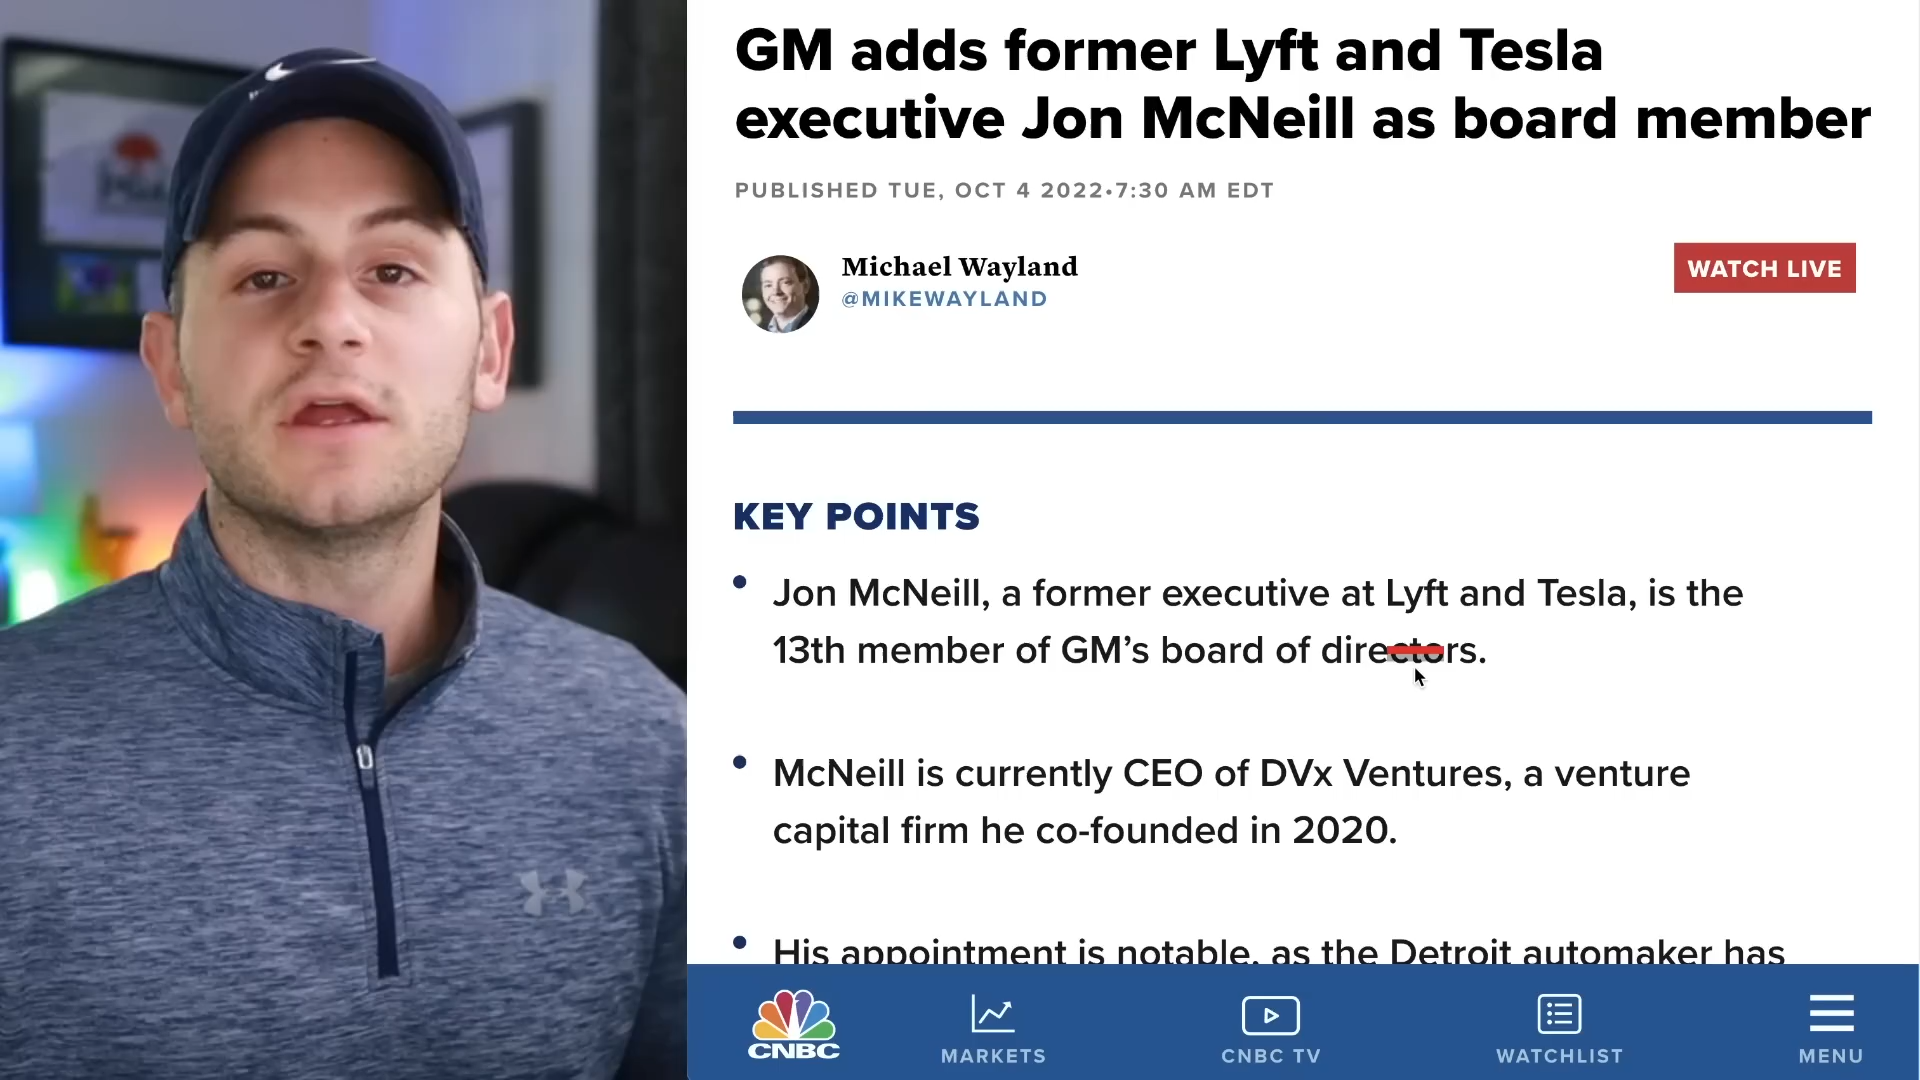 GM adds former Lyft and Tesla
executive Jon McNeill as board member
PUBLISHED TUE, OCT 4 2022•7:30 AM EDT
Michael Wayland
@MIKEWAYLAND
WATCH LIVE
KEY POINTS
• Jon McNeill, a former executive at Lyft and Tesla, is the
13th member of GM’s board of directors.
• McNeill is currently CEO of DVx Ventures, a venture
capital firm he co-founded in 2020.
• His appointment is notable, as the Detroit automaker has
CNBC
MARKETS
CNBC TV
WATCHLIST
MENU